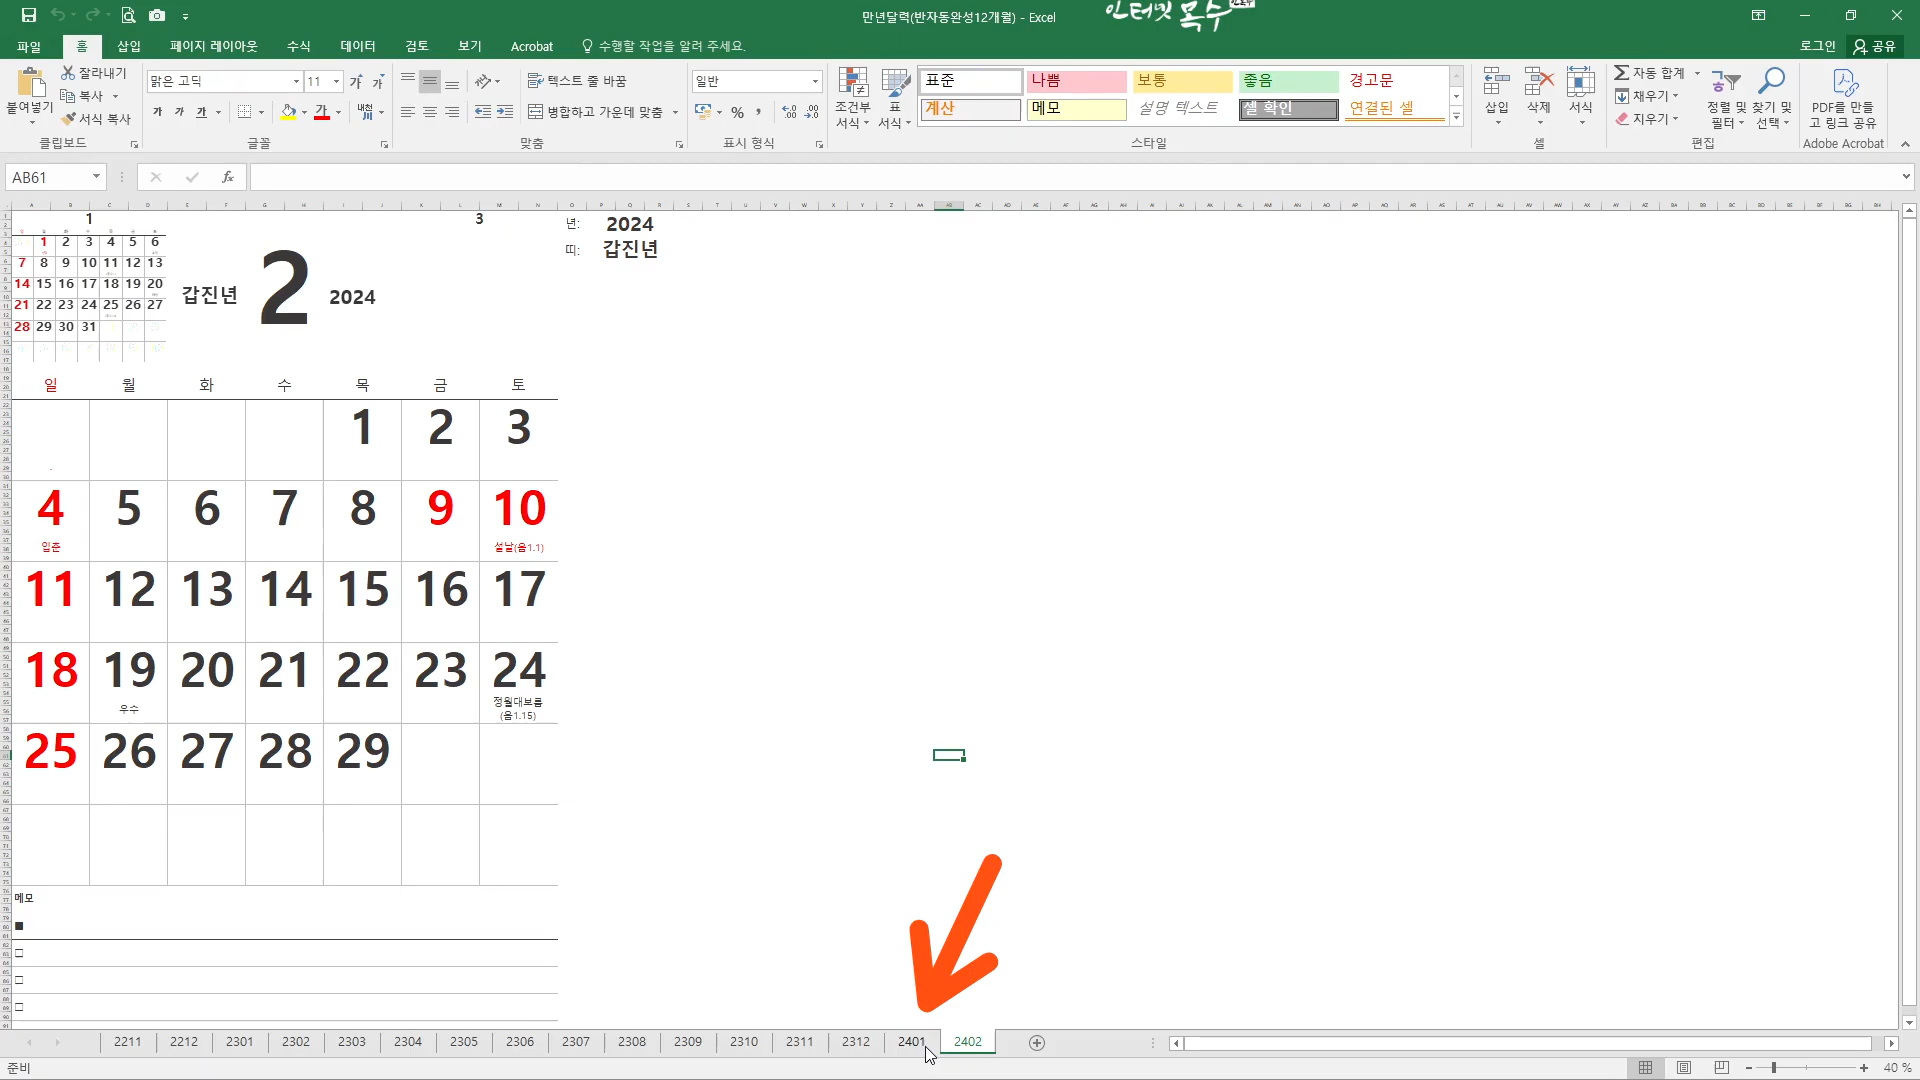 만년달력(반자동완성12개월) - Excel
인터넷 목수
파일 홈 삽입 페이지 레이아웃 수식 데이터 검토 보기 Acrobat 수행할 작업을 알려 주세요. 로그인 공유
붙여넣기 잘라내기 복사 서식 복사 클립보드
맑은 고딕 11 가 가 가 가 가 내천 글꼴
텍스트 줄 바꿈 병합하고 가운데 맞춤 맞춤
일반 % , 표시 형식
조건부 서식 표 서식
표준 나쁨 보통 좋음 경고문
계산 메모 설명 텍스트 셀 확인 연결된 셀
스타일
삽입 삭제 서식 셀
자동 합계 채우기 지우기 정렬 및 필터 찾기 및 선택 편집
PDF를 만들고 링크 공유 Adobe Acrobat
AB61 fx
1 3 년: 2024
띠: 갑진년
1 2 3 4 5 6
7 8 9 10 11 12 13
14 15 16 17 18 19 20
21 22 23 24 25 26 27
28 29 30 31
갑진년 2 2024
일 월 화 수 목 금 토
1 2 3
4 5 6 7 8 9 10
입춘 설날(음1.1)
11 12 13 14 15 16 17
18 19 20 21 22 23 24
우수 정월대보름
(음1.15)
25 26 27 28 29
메모
■
□
□
□
2211 2212 2301 2302 2303 2304 2305 2306 2307 2308 2309 2310 2311 2312 2401 2402
준비 40 %